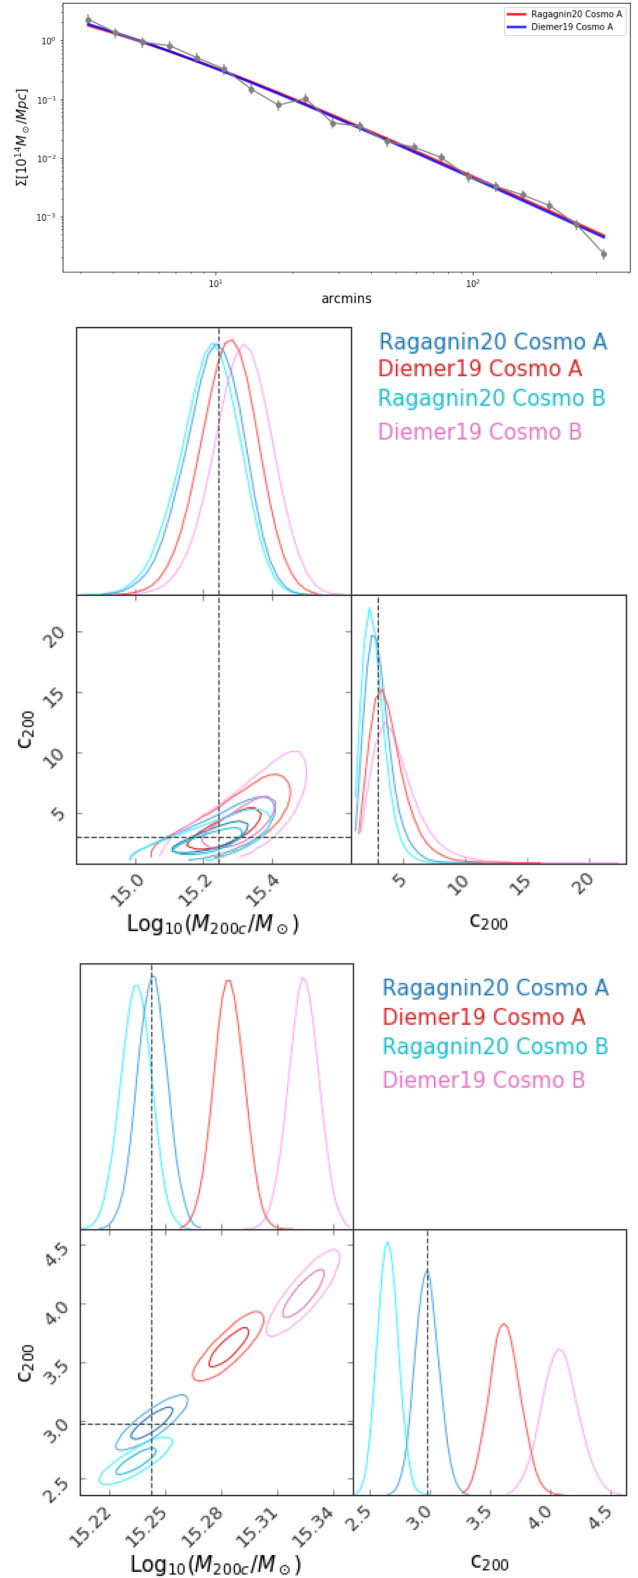 Ragagnin20 Cosmo A
Diemer19 Cosmo A
Σ[10¹⁴M⊙/Mpc]
10⁰
10⁻¹
10⁻²
10⁻³
10¹
10²
arcmins
Ragagnin20 Cosmo A
Diemer19 Cosmo A
Ragagnin20 Cosmo B
Diemer19 Cosmo B
c₂₀₀
20
15
10
5
15.0
15.2
15.4
Log₁₀(M₂₀₀c/M⊙)
5
10
15
20
c₂₀₀
Ragagnin20 Cosmo A
Diemer19 Cosmo A
Ragagnin20 Cosmo B
Diemer19 Cosmo B
c₂₀₀
4.5
4.0
3.5
3.0
2.5
15.22
15.25
15.28
15.31
15.34
Log₁₀(M₂₀₀c/M⊙)
2.5
3.0
3.5
4.0
4.5
c₂₀₀